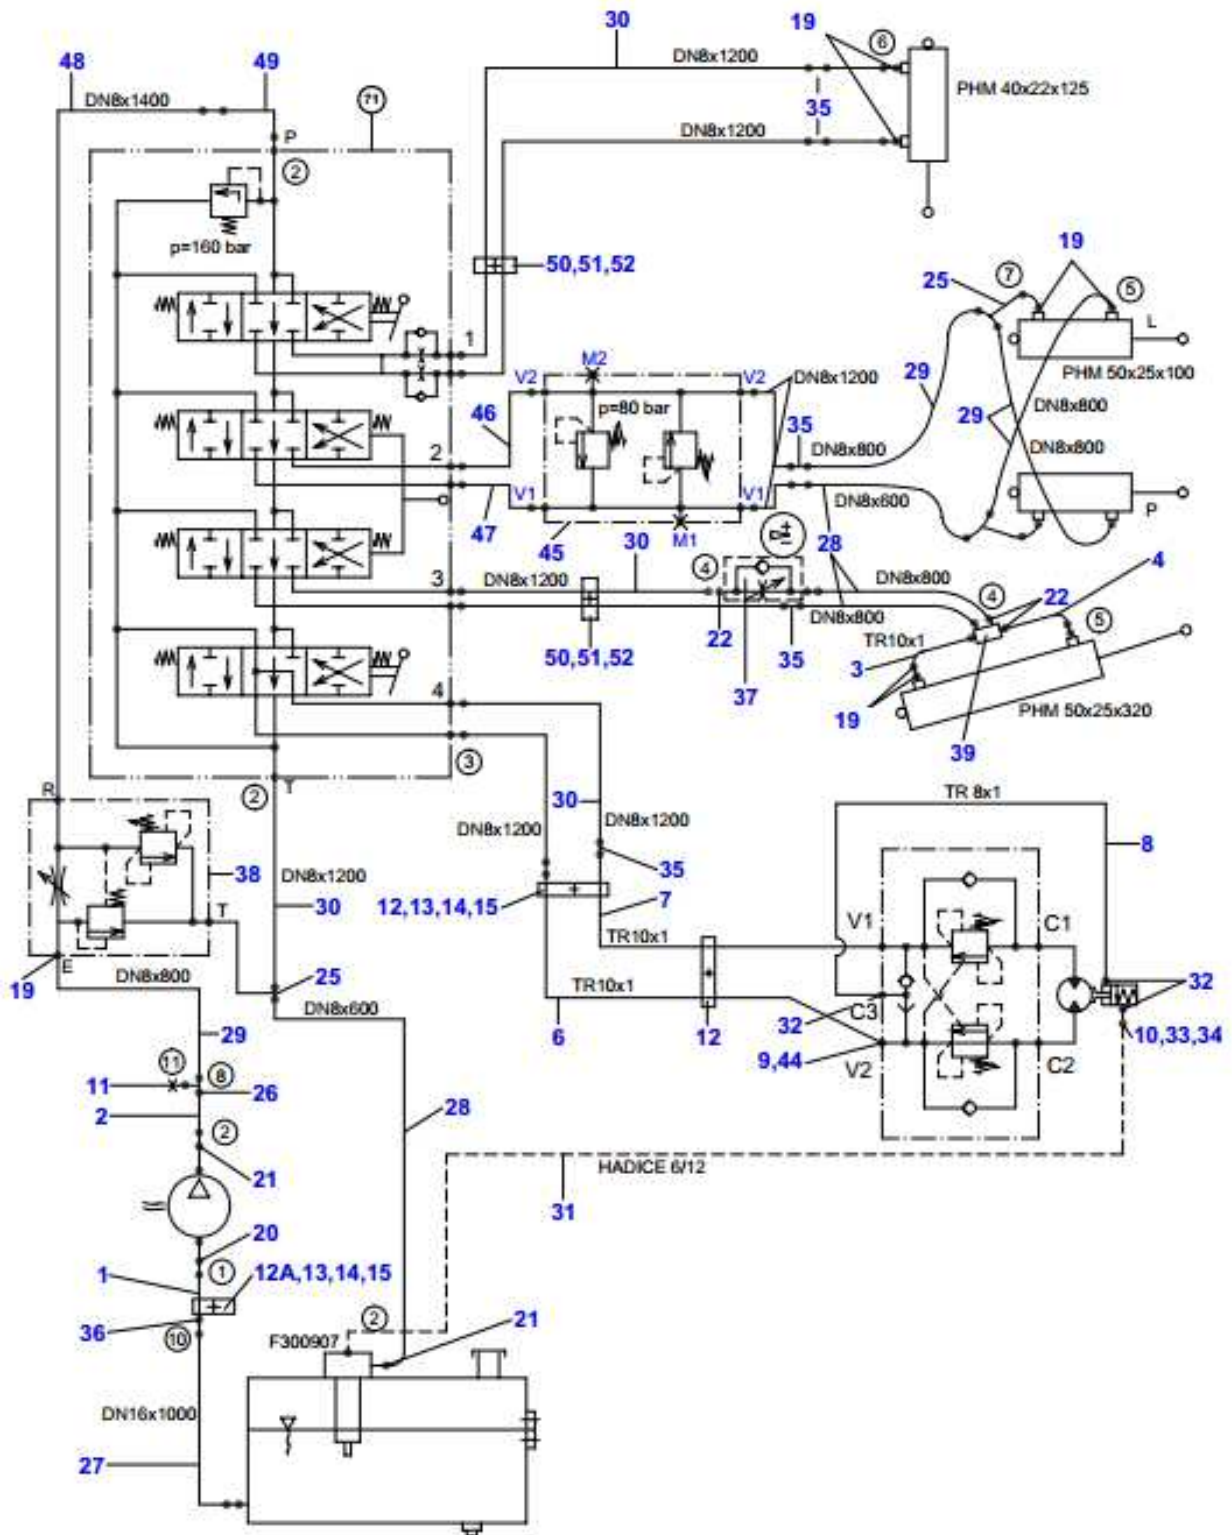 30
19
48
49
6
DN8x1200
DN8x1400
71
PHM 40x22x125
35
P
DN8x1200
2
p=160 bar
50,51,52
19
25
7
5
L
1
M2
PHM 50x25x100
V2
V2
DN8x1200
29
p=80 bar
DN8x800
46
35
29
2
DN8x800
DN8x800
V1
V1
DN8x600
P
47
M1
45
30
28
4
3
DN8x1200
4
DN8x800
4
22
22
DN8x800
5
TR10x1
50,51,52
35
3
4
37
19
PHM 50x25x320
39
3
R
2
T
30
TR 8x1
DN8x1200
DN8x1200
8
38
DN8x1200
35
12,13,14,15
7
30
T
V1
C1
TR10x1
E
19
DN8x800
25
TR10x1
32
DN8x600
C3
32
29
6
12
10,33,34
9,44
V2
C2
11
8
11
26
2
28
2
HADICE 6/12
21
31
20
1
1
12A,13,14,15
36
2
21
10
F300907
DN16x1000
27